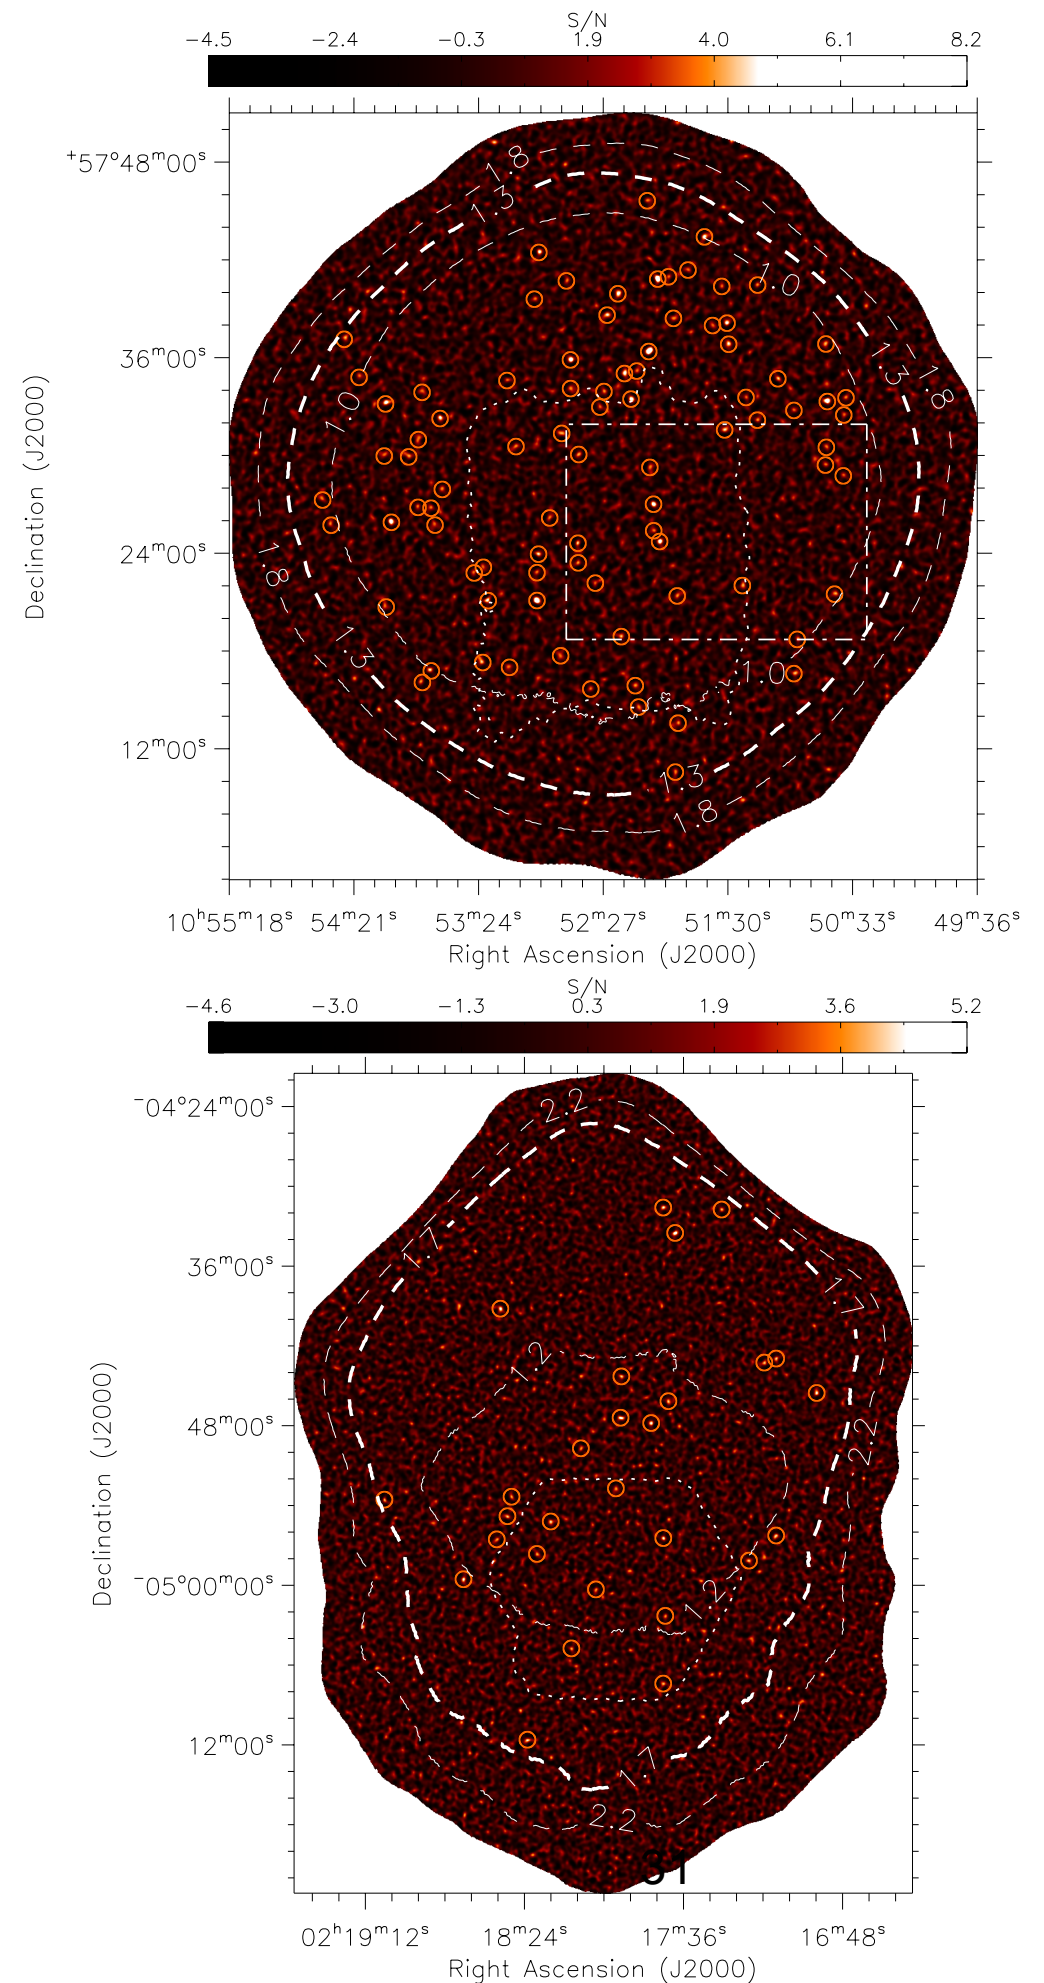 S/N
−4.5 −2.4 −0.3 1.9 4.0 6.1 8.2
+57°48ᵐ00ˢ
36ᵐ00ˢ
24ᵐ00ˢ
12ᵐ00ˢ
Declination (J2000)
1.8
1.3
1.0
1.3
1.8
1.0
1.8
1.3
1.0
1.3
1.8
10ʰ55ᵐ18ˢ 54ᵐ21ˢ 53ᵐ24ˢ 52ᵐ27ˢ 51ᵐ30ˢ 50ᵐ33ˢ 49ᵐ36ˢ
Right Ascension (J2000)
S/N
−4.6 −3.0 −1.3 0.3 1.9 3.6 5.2
−04°24ᵐ00ˢ
36ᵐ00ˢ
48ᵐ00ˢ
−05°00ᵐ00ˢ
12ᵐ00ˢ
Declination (J2000)
2.2
1.7
1.7
1.2
2.2
1.2
1.7
2.2
02ʰ19ᵐ12ˢ 18ᵐ24ˢ 17ᵐ36ˢ 16ᵐ48ˢ
Right Ascension (J2000)